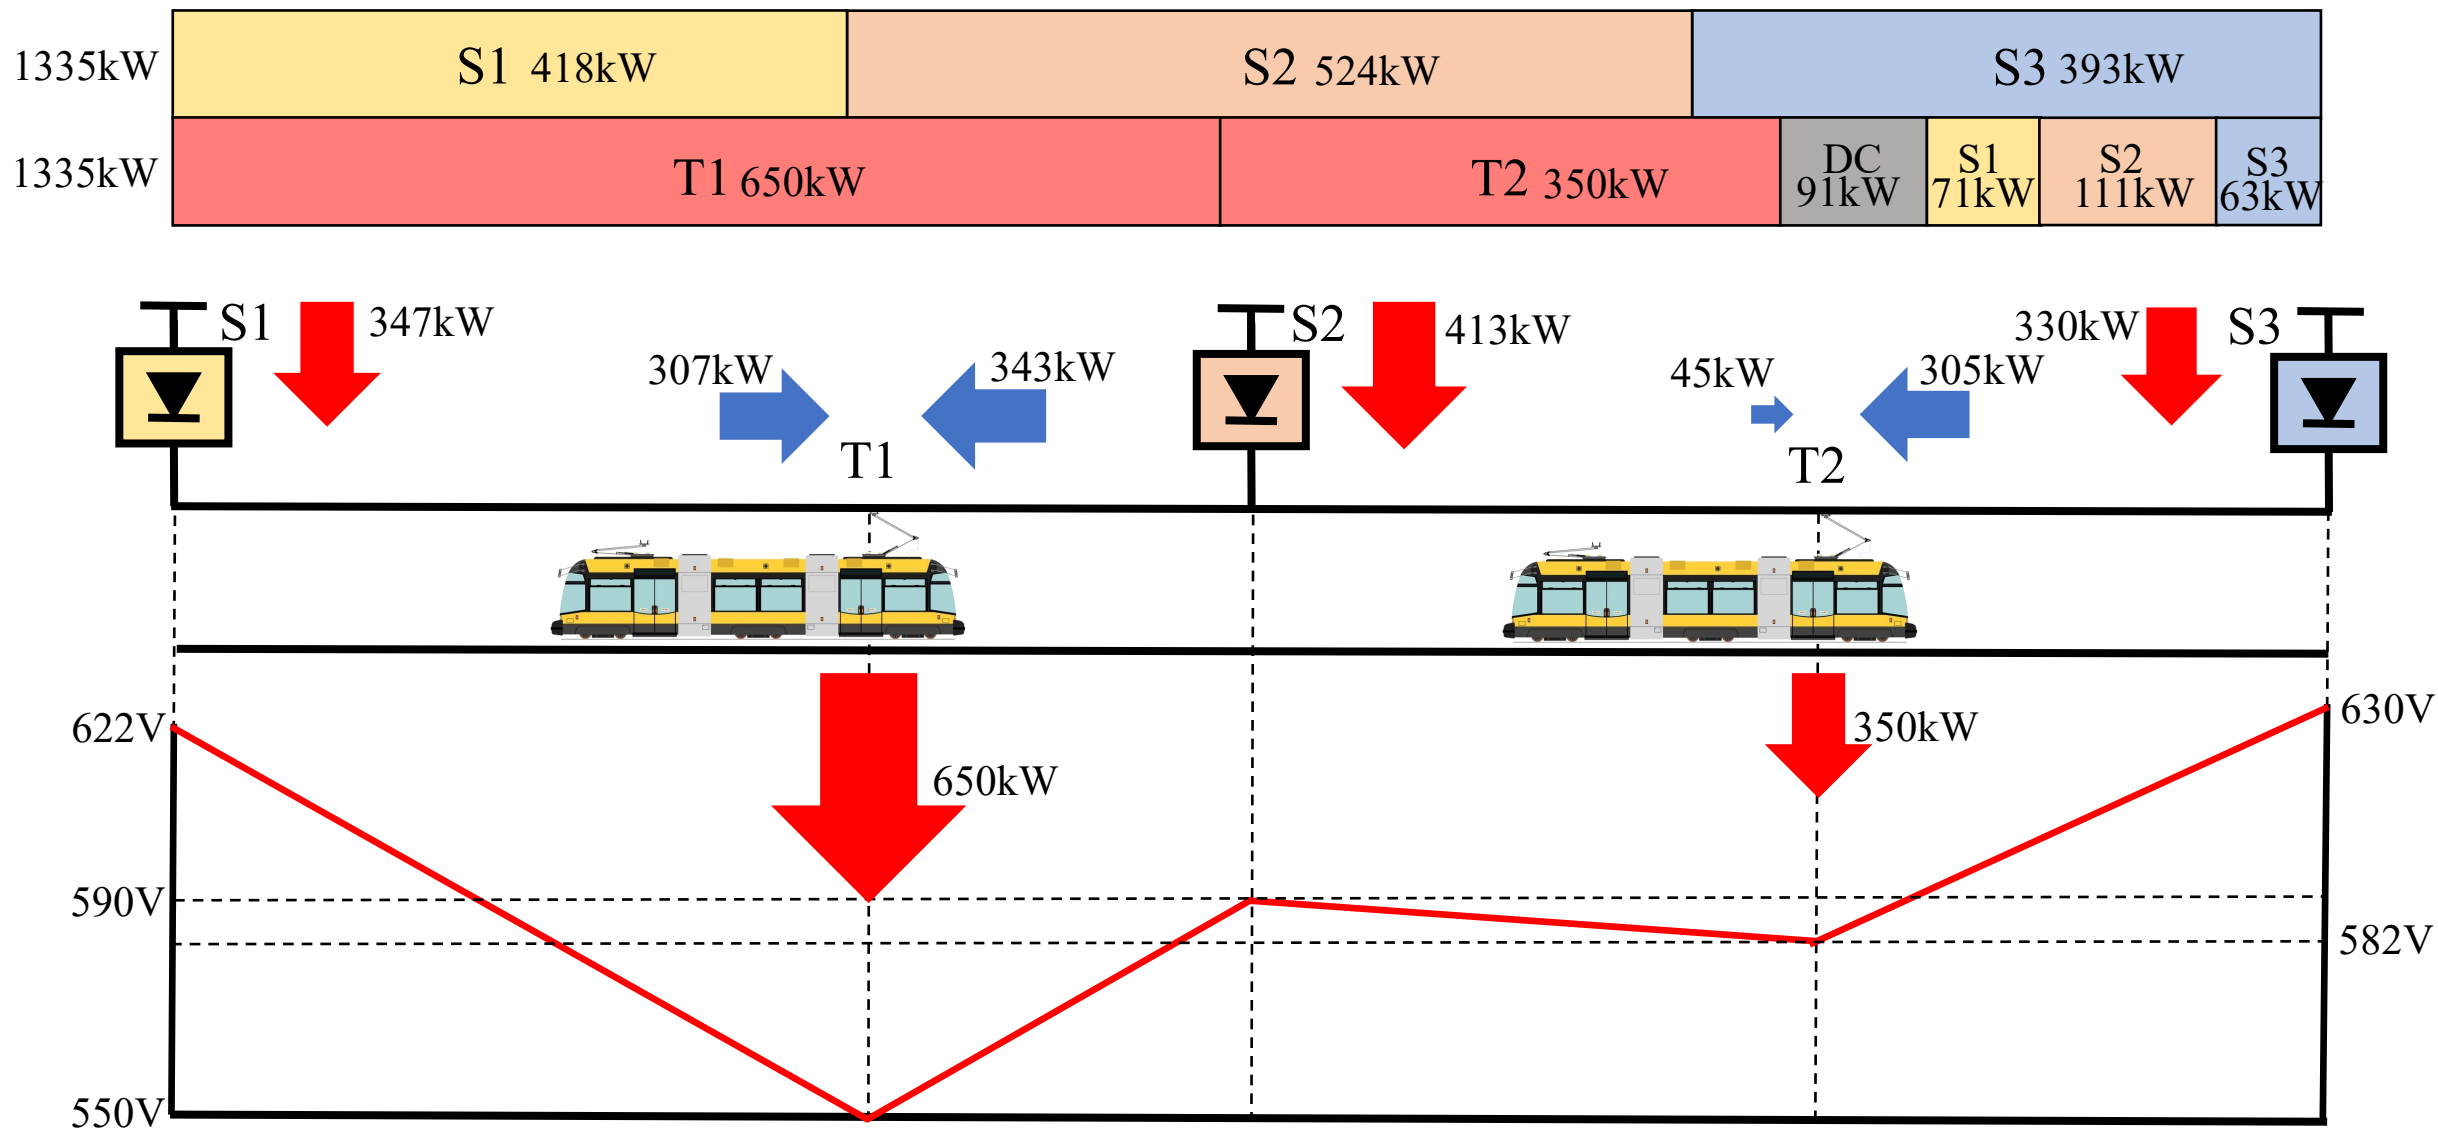 1335kW
S1 418kW
S2 524kW
S3 393kW
1335kW
T1 650kW
T2 350kW
DC
91kW
S1
71kW
S2
111kW
S3
63kW
S1
347kW
S2
413kW
330kW
S3
307kW
343kW
45kW
305kW
T1
T2
622V
630V
650kW
350kW
590V
582V
550V